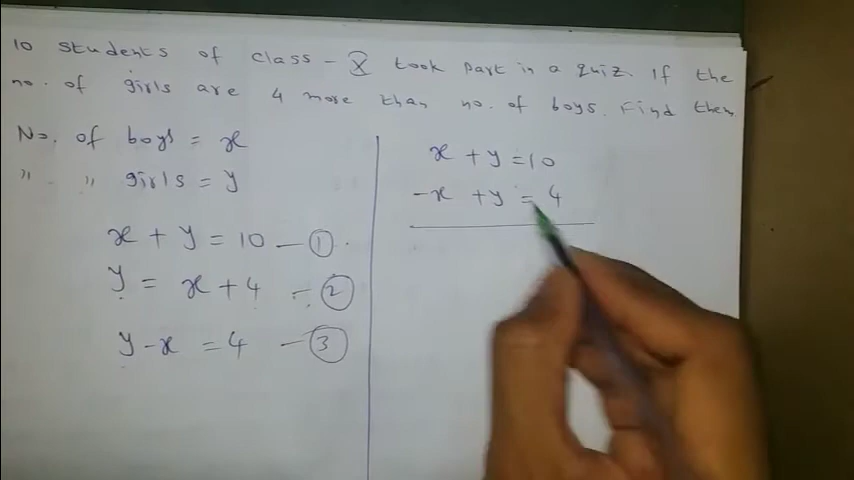 10 students of class - X took part in a quiz. If the
no. of girls are 4 more than no. of boys. Find them
No. of boys = x
" " girls = y
x + y = 10 — ①
y = x + 4 — ②
y - x = 4 — ③
x + y = 10
-x + y = 4